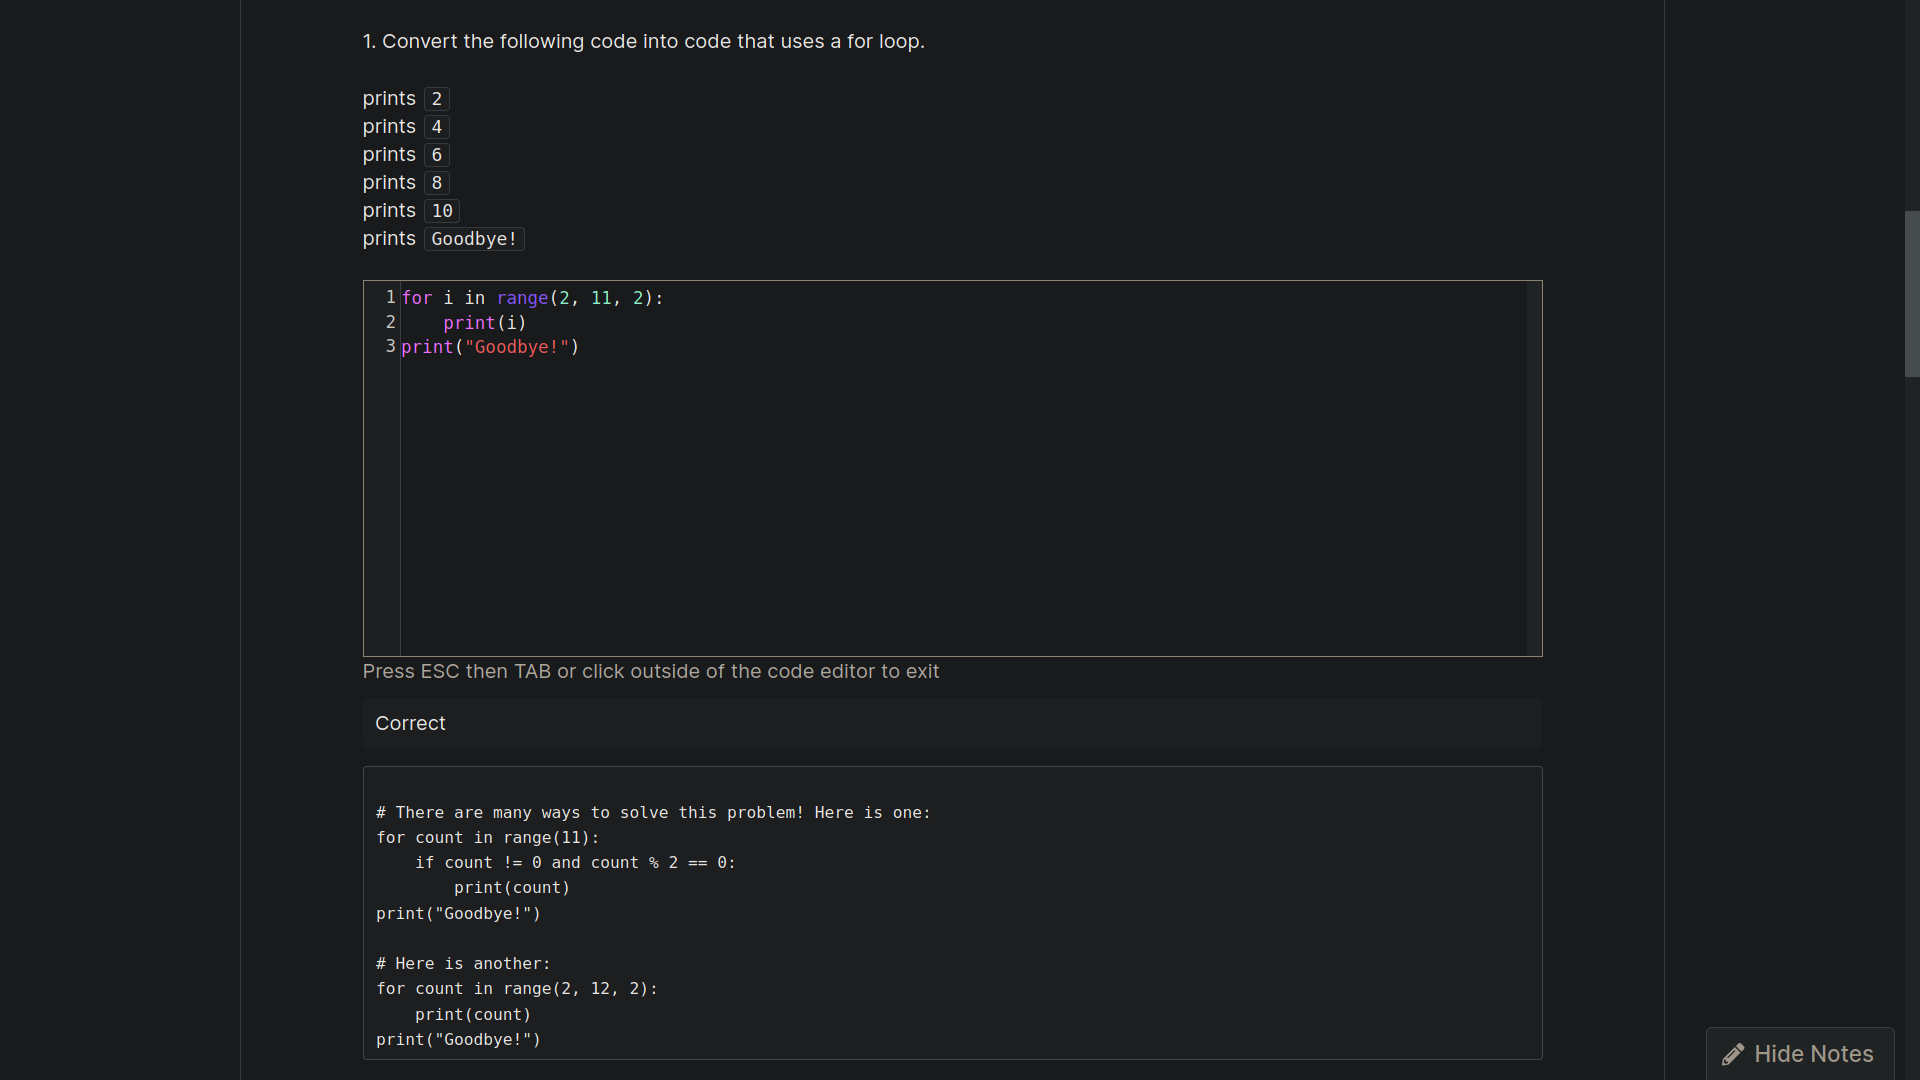 1. Convert the following code into code that uses a for loop.
prints 2
prints 4
prints 6
prints 8
prints 10
prints Goodbye!
1 for i in range(2, 11, 2):
2     print(i)
3 print("Goodbye!")
Press ESC then TAB or click outside of the code editor to exit
Correct
# There are many ways to solve this problem! Here is one:
for count in range(11):
    if count != 0 and count % 2 == 0:
        print(count)
print("Goodbye!")
# Here is another:
for count in range(2, 12, 2):
    print(count)
print("Goodbye!")
Hide Notes